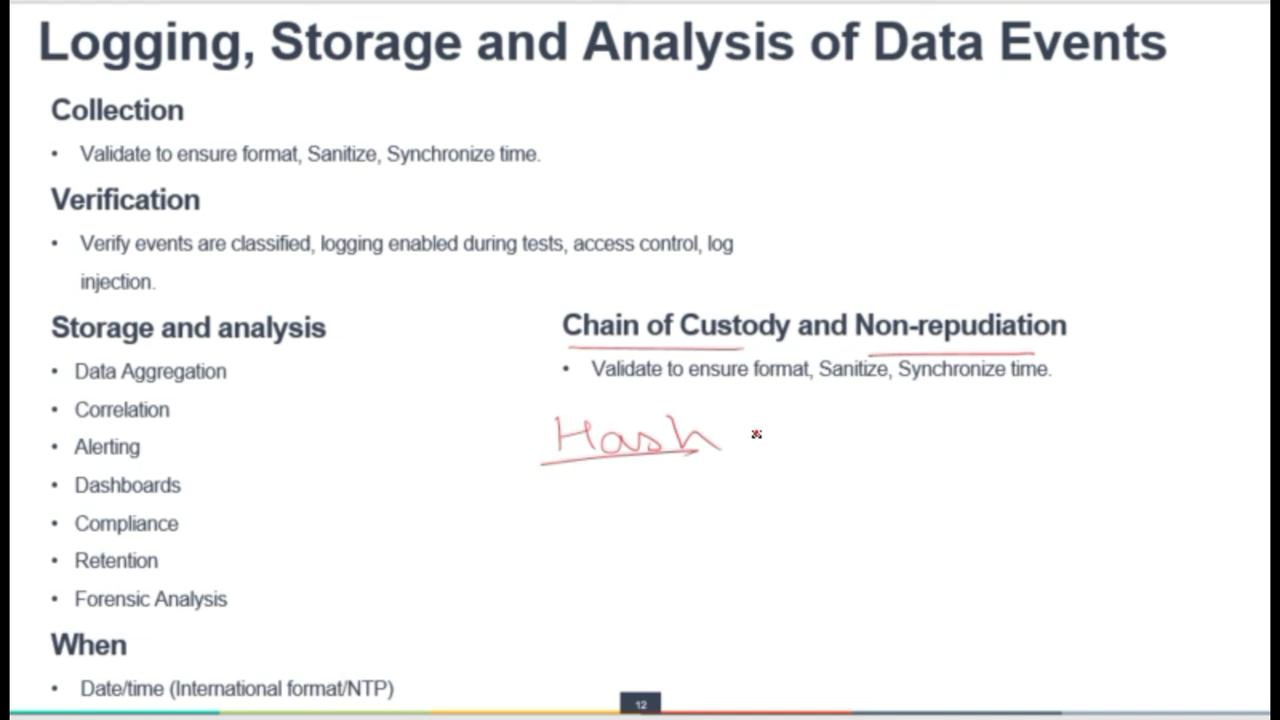 Logging, Storage and Analysis of Data Events
Collection
• Validate to ensure format, Sanitize, Synchronize time.
Verification
• Verify events are classified, logging enabled during tests, access control, log
injection.
Storage and analysis
• Data Aggregation
• Correlation
• Alerting
• Dashboards
• Compliance
• Retention
• Forensic Analysis
When
• Date/time (International format/NTP)
Chain of Custody and Non-repudiation
• Validate to ensure format, Sanitize, Synchronize time.
Hash
12